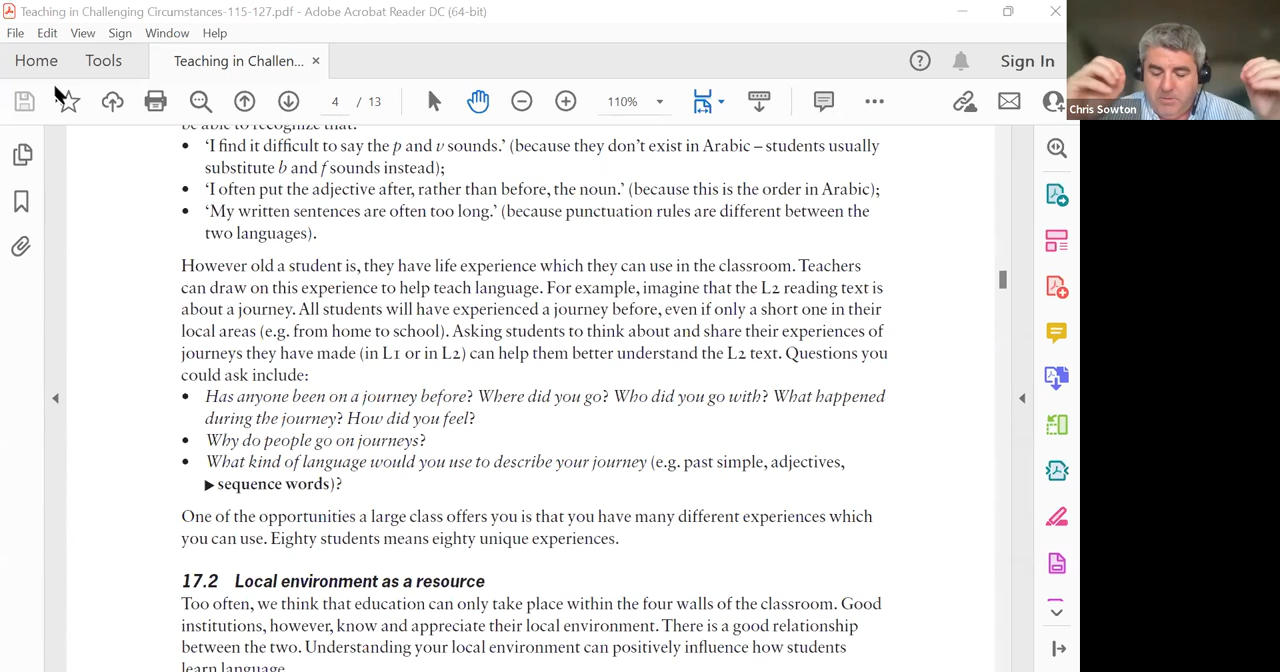 Teaching in Challenging Circumstances-115-127.pdf - Adobe Acrobat Reader DC (64-bit)
File Edit View Sign Window Help
Home Tools Teaching in Challen... × Sign In
4 / 13 110%
Chris Sowton
be able to recognize that:
• ‘I find it difficult to say the p and v sounds.’ (because they don’t exist in Arabic – students usually
substitute b and f sounds instead);
• ‘I often put the adjective after, rather than before, the noun.’ (because this is the order in Arabic);
• ‘My written sentences are often too long.’ (because punctuation rules are different between the
two languages).
However old a student is, they have life experience which they can use in the classroom. Teachers
can draw on this experience to help teach language. For example, imagine that the L2 reading text is
about a journey. All students will have experienced a journey before, even if only a short one in their
local areas (e.g. from home to school). Asking students to think about and share their experiences of
journeys they have made (in L1 or in L2) can help them better understand the L2 text. Questions you
could ask include:
• Has anyone been on a journey before? Where did you go? Who did you go with? What happened
during the journey? How did you feel?
• Why do people go on journeys?
• What kind of language would you use to describe your journey (e.g. past simple, adjectives,
▶ sequence words)?
One of the opportunities a large class offers you is that you have many different experiences which
you can use. Eighty students means eighty unique experiences.
17.2 Local environment as a resource
Too often, we think that education can only take place within the four walls of the classroom. Good
institutions, however, know and appreciate their local environment. There is a good relationship
between the two. Understanding your local environment can positively influence how students
learn language.